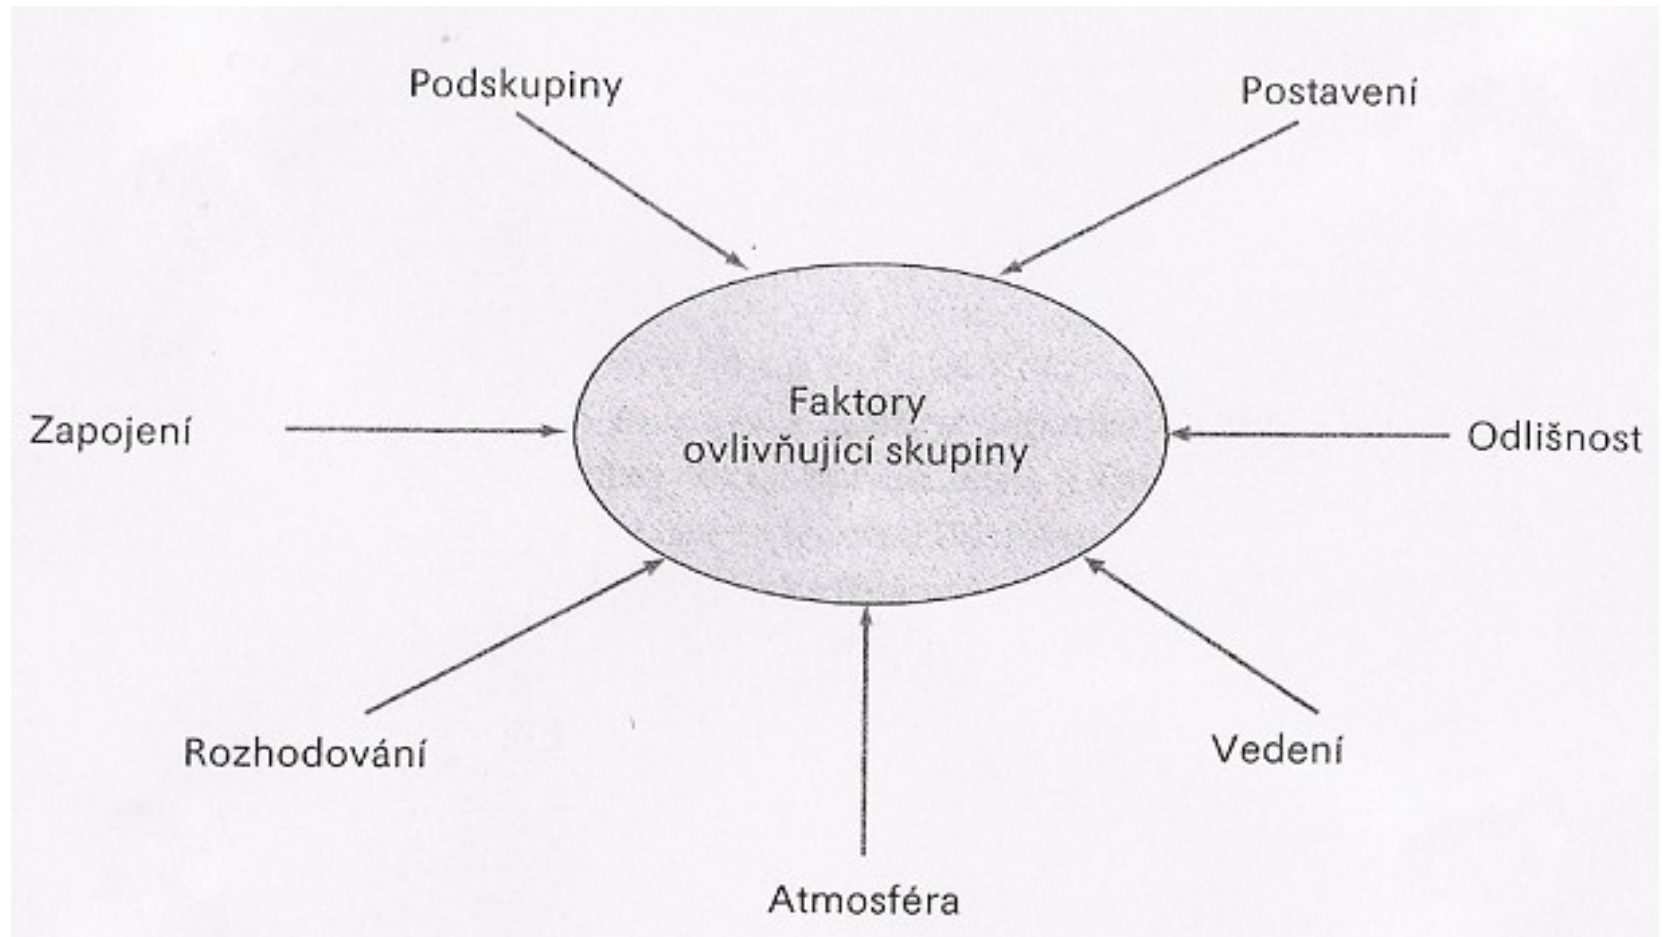 Podskupiny
Postavení
Zapojení
Faktory
ovlivňující skupiny
Odlišnost
Rozhodování
Vedení
Atmosféra